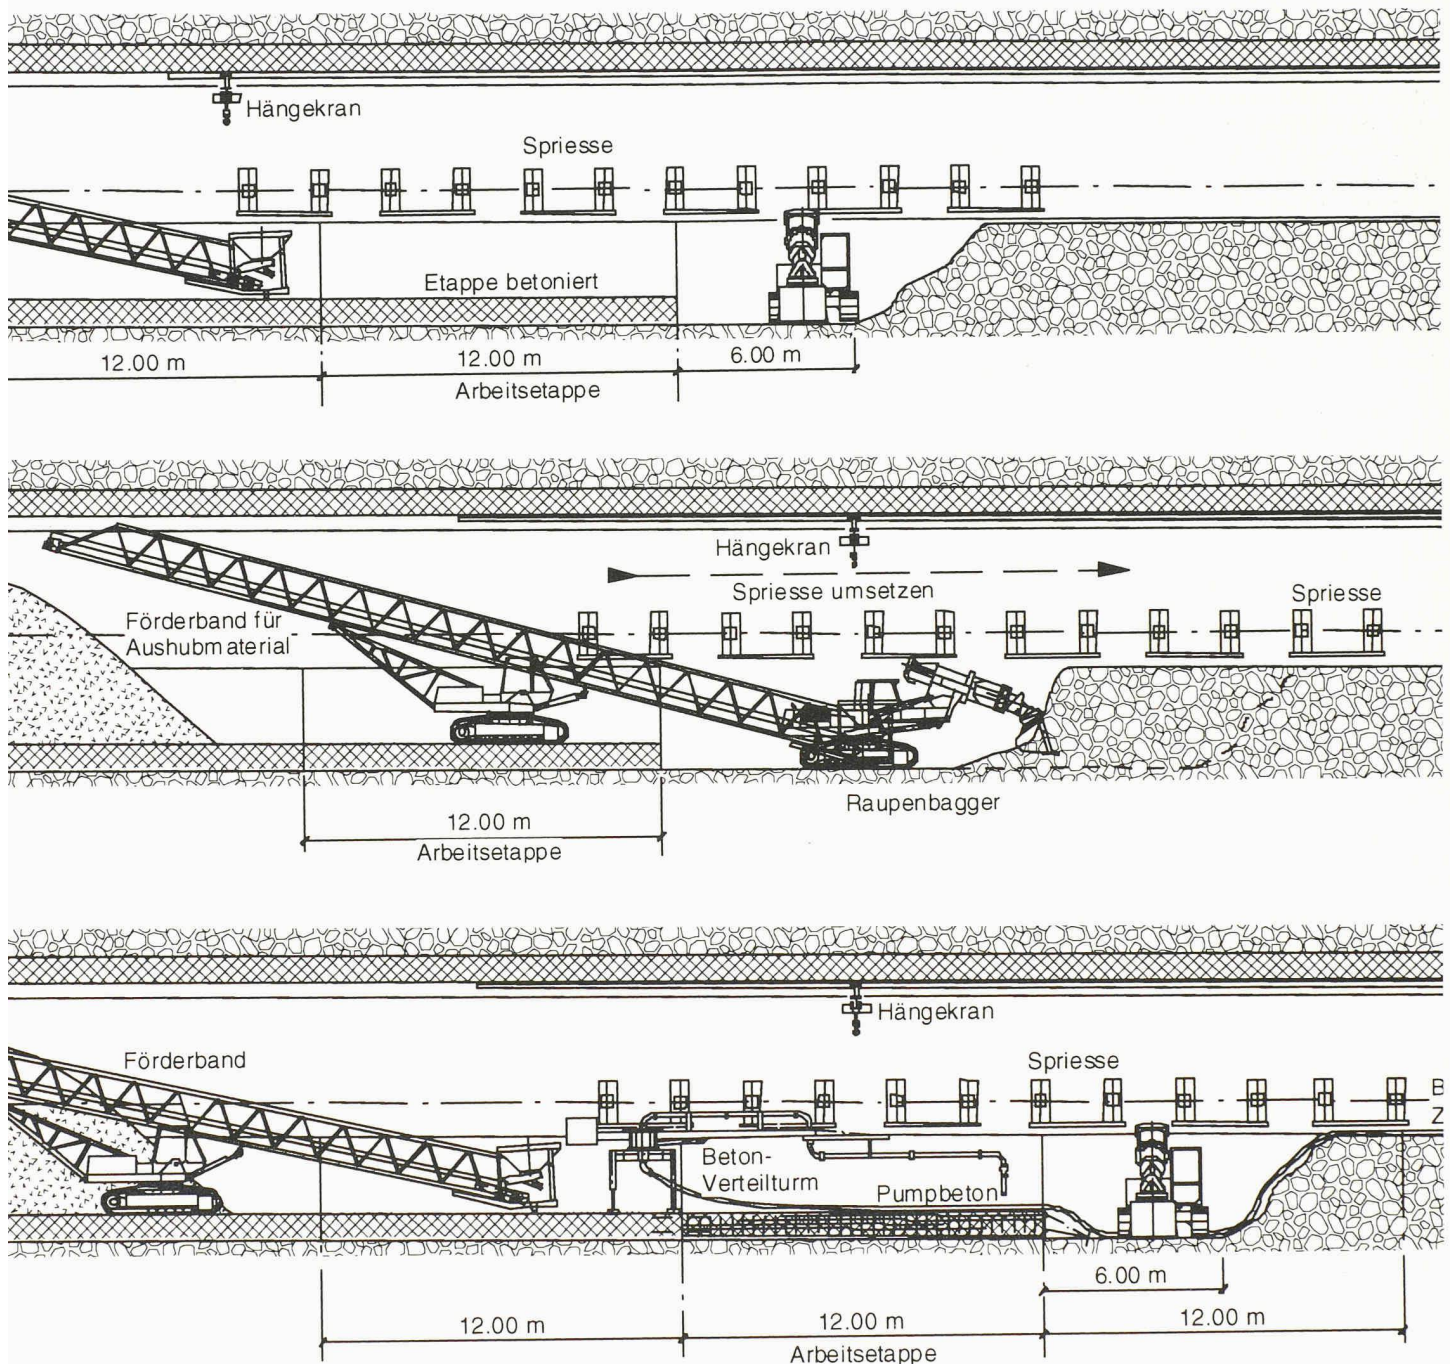 Hängekran
Spriesse
Etappe betoniert
12.00 m
12.00 m
6.00 m
Arbeitsetappe
Hängekran
Spriesse umsetzen
Spriesse
Förderband für
Aushubmaterial
Raupenbagger
12.00 m
Arbeitsetappe
Hängekran
Förderband
Spriesse
B
Z
Beton-
Verteilturm
Pumpbeton
6.00 m
12.00 m
12.00 m
12.00 m
Arbeitsetappe